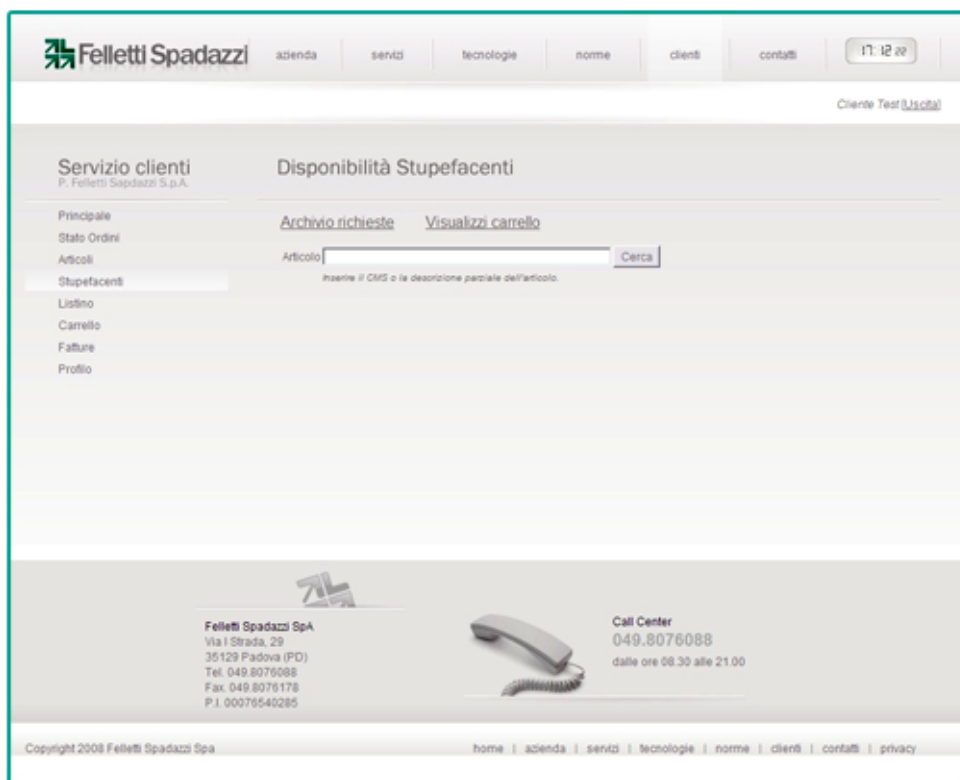 Felletti Spadazzi
azienda servizi tecnologie norme clienti contatti 17:12 22
Cliente Test [Uscita]
Servizio clienti
P. Felletti Sapdazzi S.p.A.
Principale
Stato Ordini
Articoli
Stupefacenti
Listino
Carrello
Fatture
Profilo
Disponibilità Stupefacenti
Archivio richieste Visualizzi carrello
Articolo Cerca
Inserire il CMS o la descrizione parziale dell'articolo.
Felletti Spadazzi SpA
Via I Strada, 29
35129 Padova (PD)
Tel. 049.8076088
Fax. 049.8076178
P.I. 00076540285
Call Center
049.8076088
dalle ore 08.30 alle 21.00
Copyright 2008 Felletti Spadazzi Spa
home | azienda | servizi | tecnologie | norme | clienti | contatti | privacy